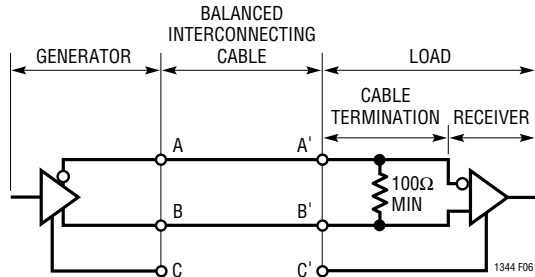 BALANCED
INTERCONNECTING
CABLE
GENERATOR
LOAD
CABLE
TERMINATION
RECEIVER
A
A'
100Ω
MIN
B
B'
C
C'
1344 F06